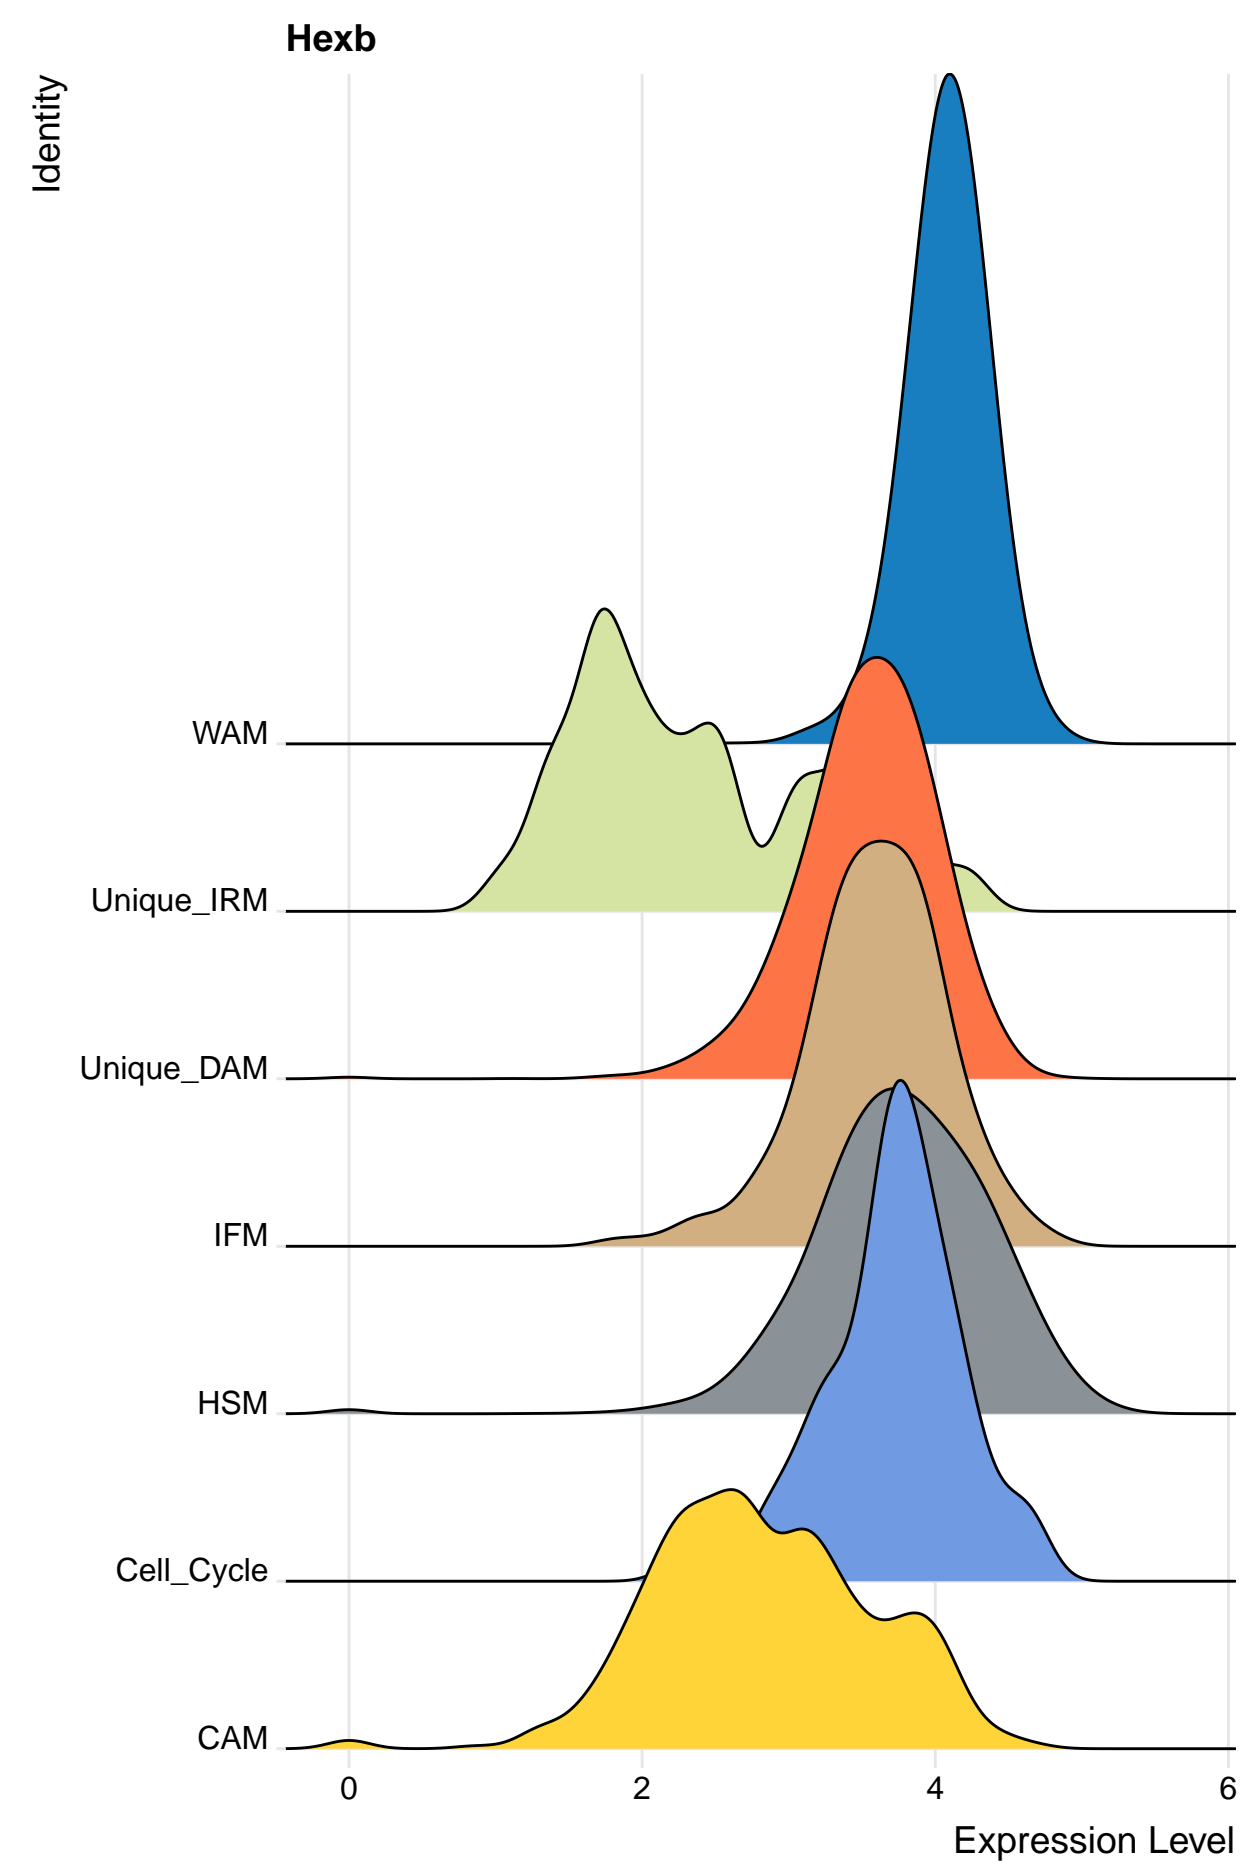 Hexb
Identity
WAM
Unique_IRM
Unique_DAM
IFM
HSM
Cell_Cycle
CAM
0 2 4 6
Expression Level